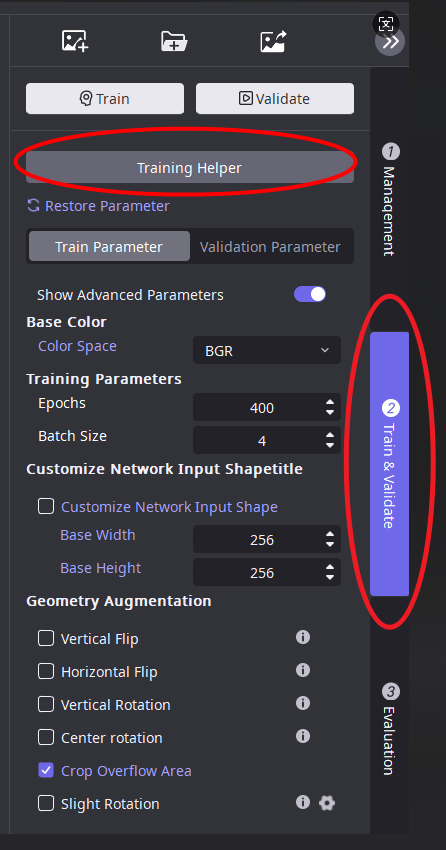 Train
Validate
Training Helper
Restore Parameter
Train Parameter
Validation Parameter
Show Advanced Parameters
Base Color
Color Space
BGR
Training Parameters
Epochs
400
Batch Size
4
Customize Network Input Shapetitle
Customize Network Input Shape
Base Width
256
Base Height
256
Geometry Augmentation
Vertical Flip
Horizontal Flip
Vertical Rotation
Center rotation
Crop Overflow Area
Slight Rotation
1 Management
2 Train & Validate
3 Evaluation